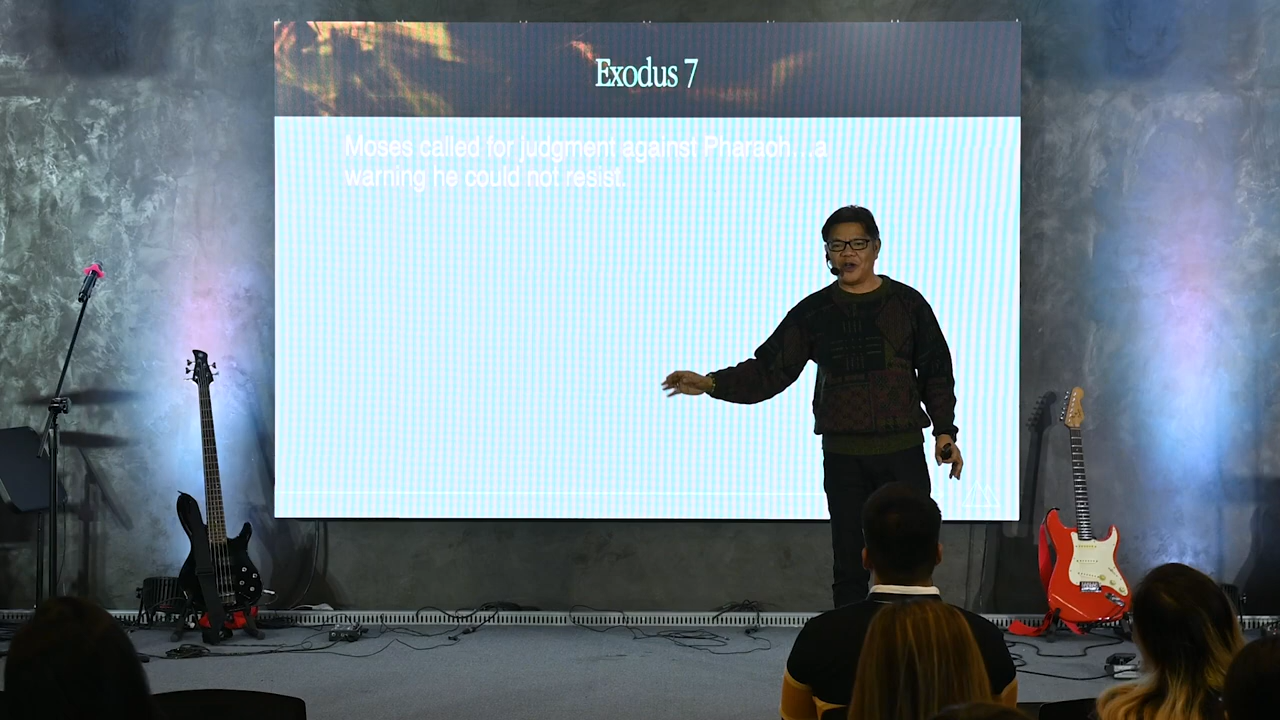 Exodus 7
Moses called for judgment against Pharaoh...a
warning he could not resist.